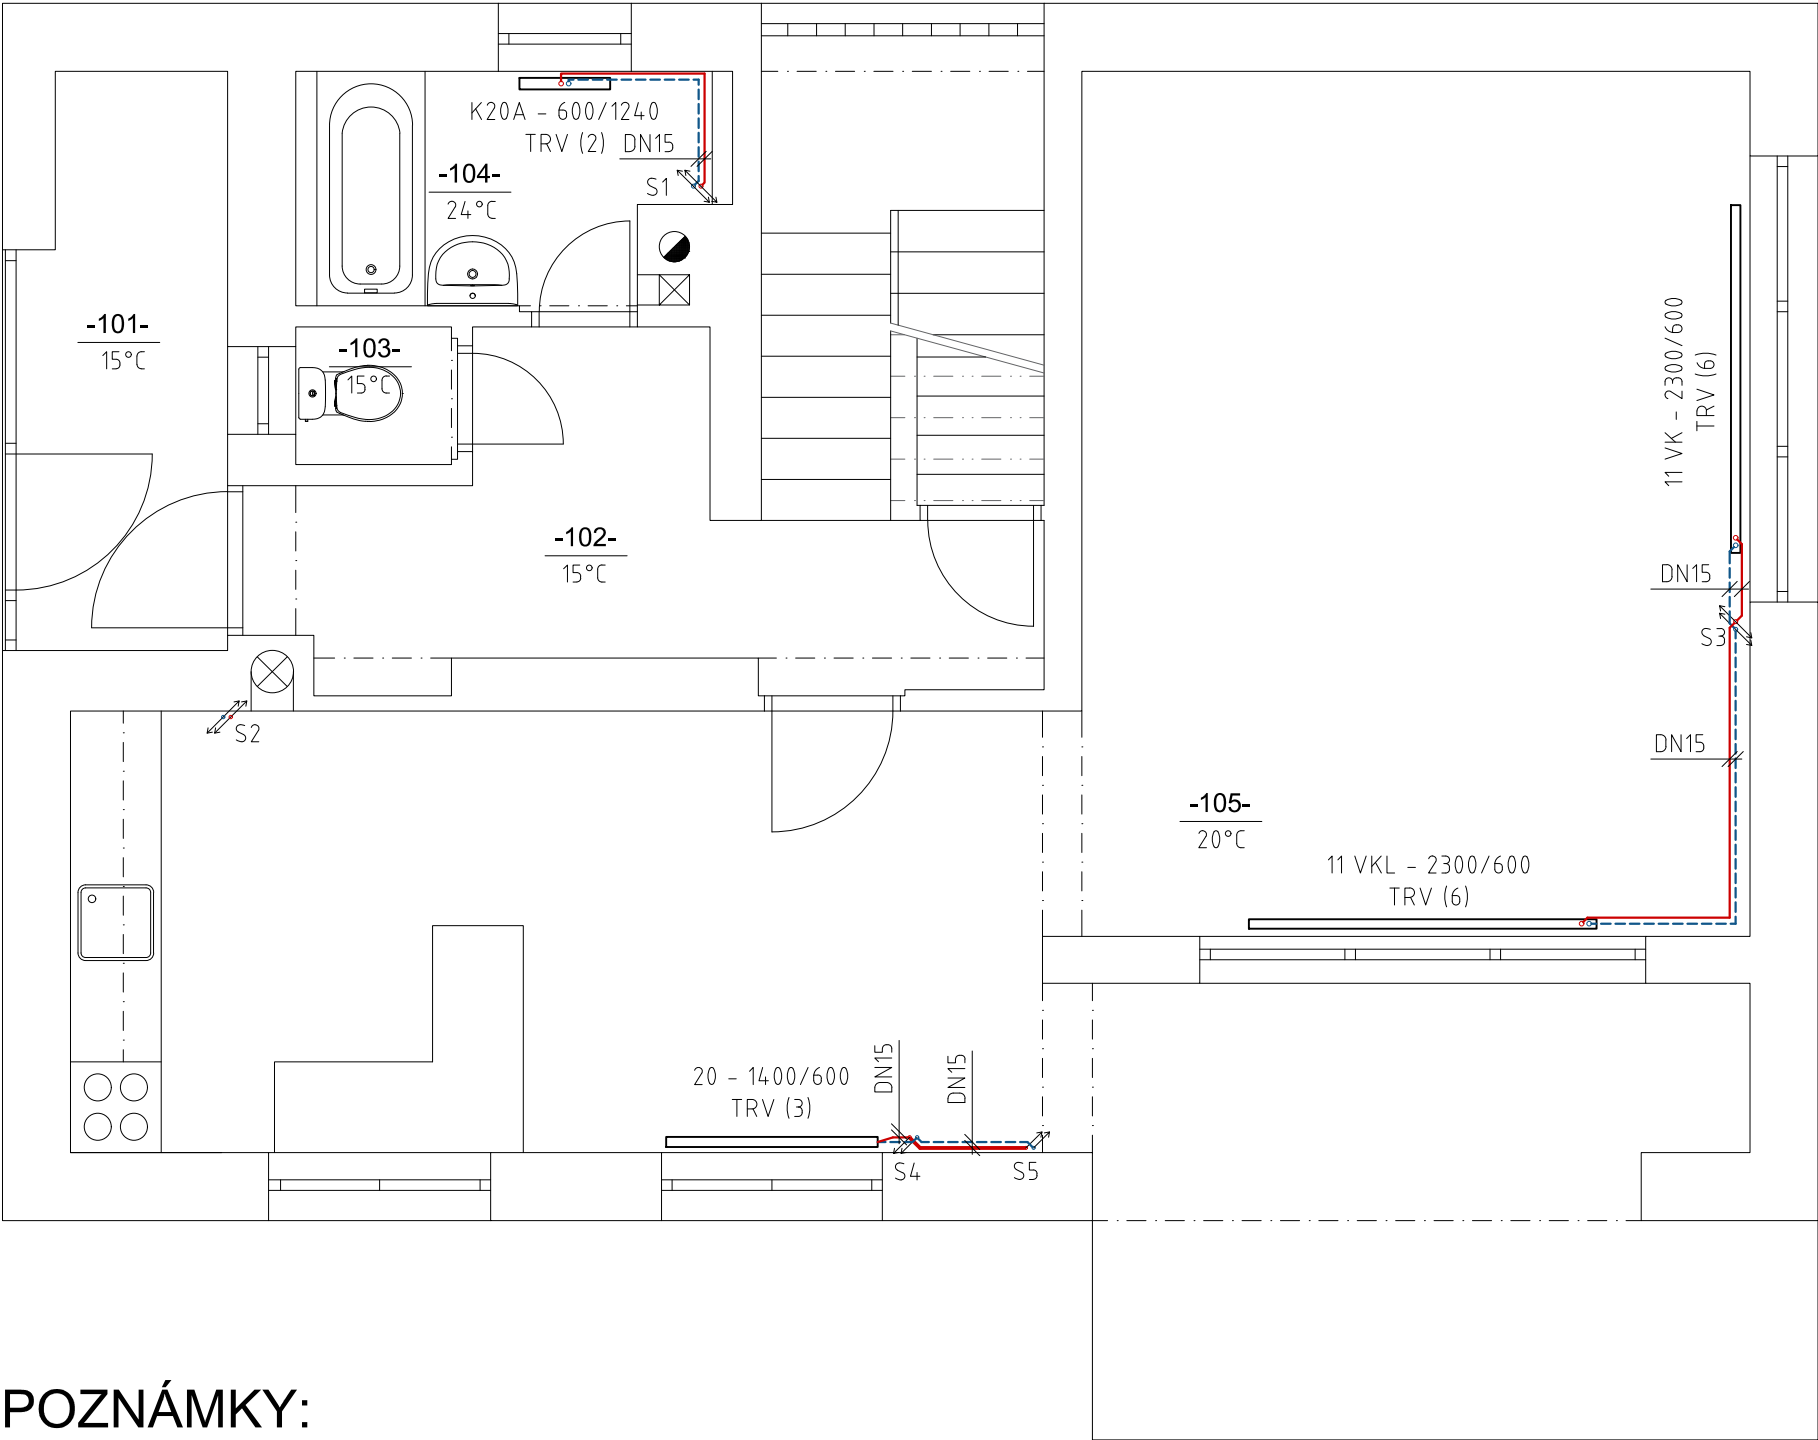 K20A - 600/1240
TRV (2) DN15
-104-
24°C
S1
-101-
15°C
-103-
15°C
11 VK - 2300/600
TRV (6)
-102-
15°C
DN15
S3
S2
DN15
-105-
20°C
11 VKL - 2300/600
TRV (6)
20 - 1400/600
TRV (3)
DN15
DN15
S4
S5
POZNÁMKY: